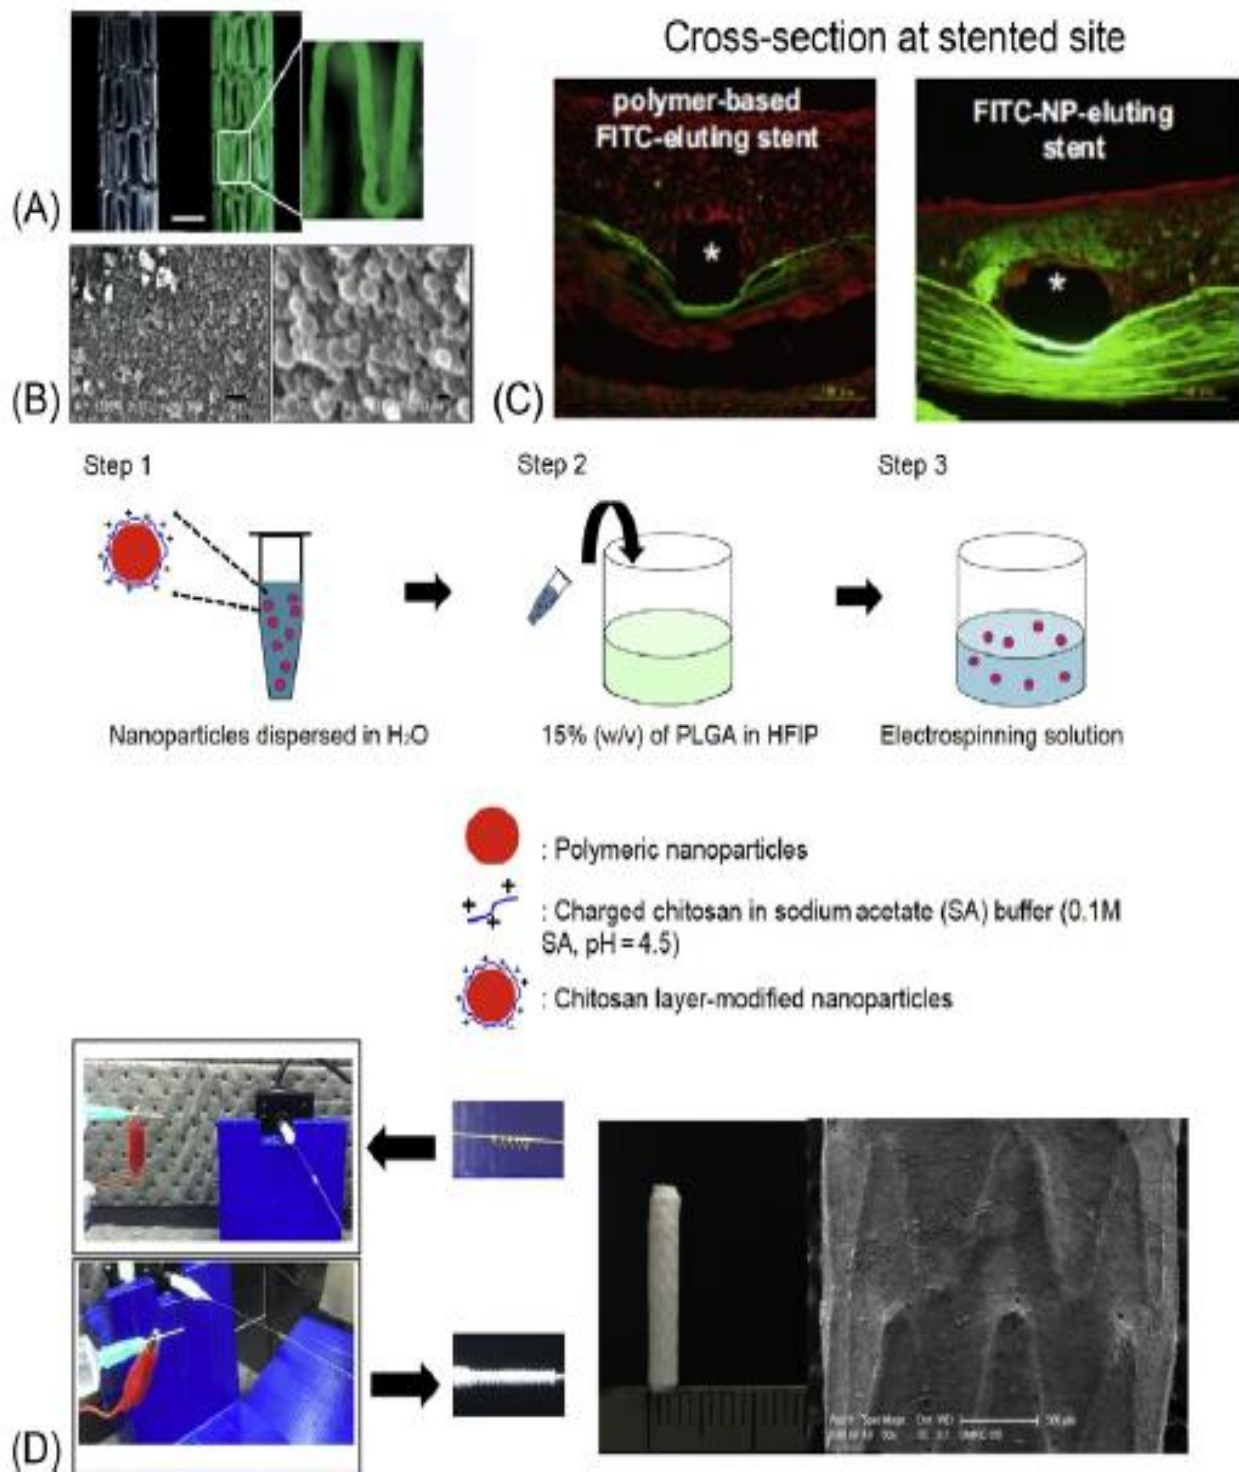 Cross-section at stented site
polymer-based
FITC-eluting stent
FITC-NP-eluting
stent
*
*
(A)
(B)
(C)
Step 1
Step 2
Step 3
Nanoparticles dispersed in H₂O
15% (w/v) of PLGA in HFIP
Electrospinning solution
: Polymeric nanoparticles
: Charged chitosan in sodium acetate (SA) buffer (0.1M
SA, pH = 4.5)
: Chitosan layer-modified nanoparticles
(D)